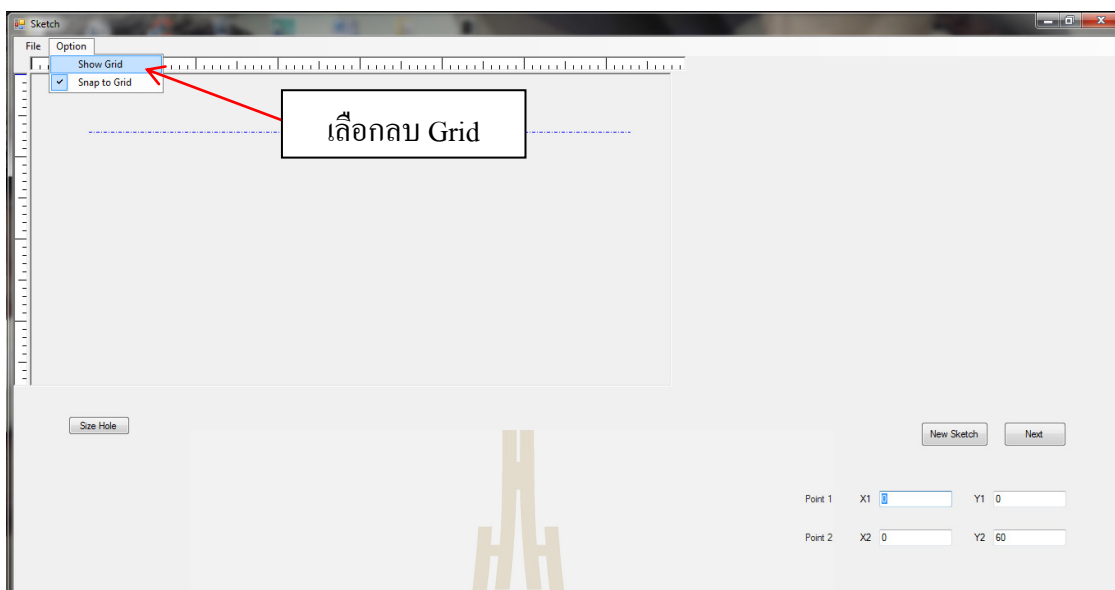 Sketch
File Option
Show Grid
Snap to Grid
เลือกลบ Grid
Size Hole
New Sketch Next
Point 1 X1 0 Y1 0
Point 2 X2 0 Y2 60